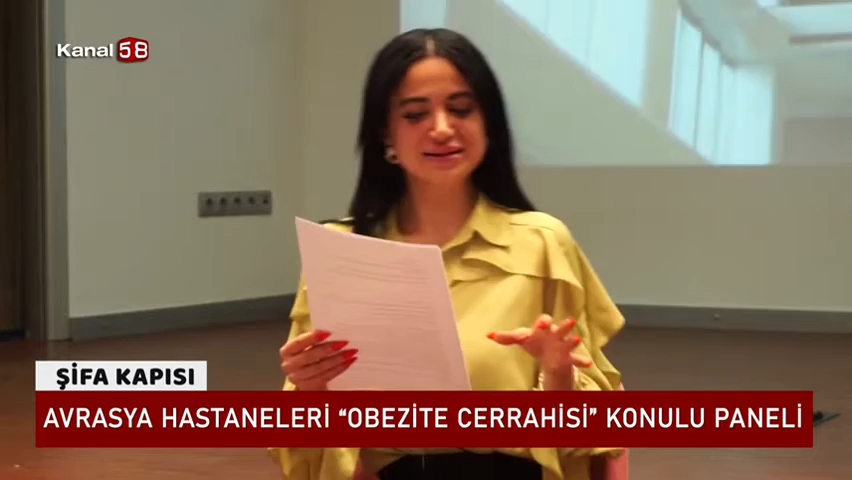 Kanal 58
ŞİFA KAPISI
AVRASYA HASTANELERİ “OBEZİTE CERRAHİSİ” KONULU PANELİ